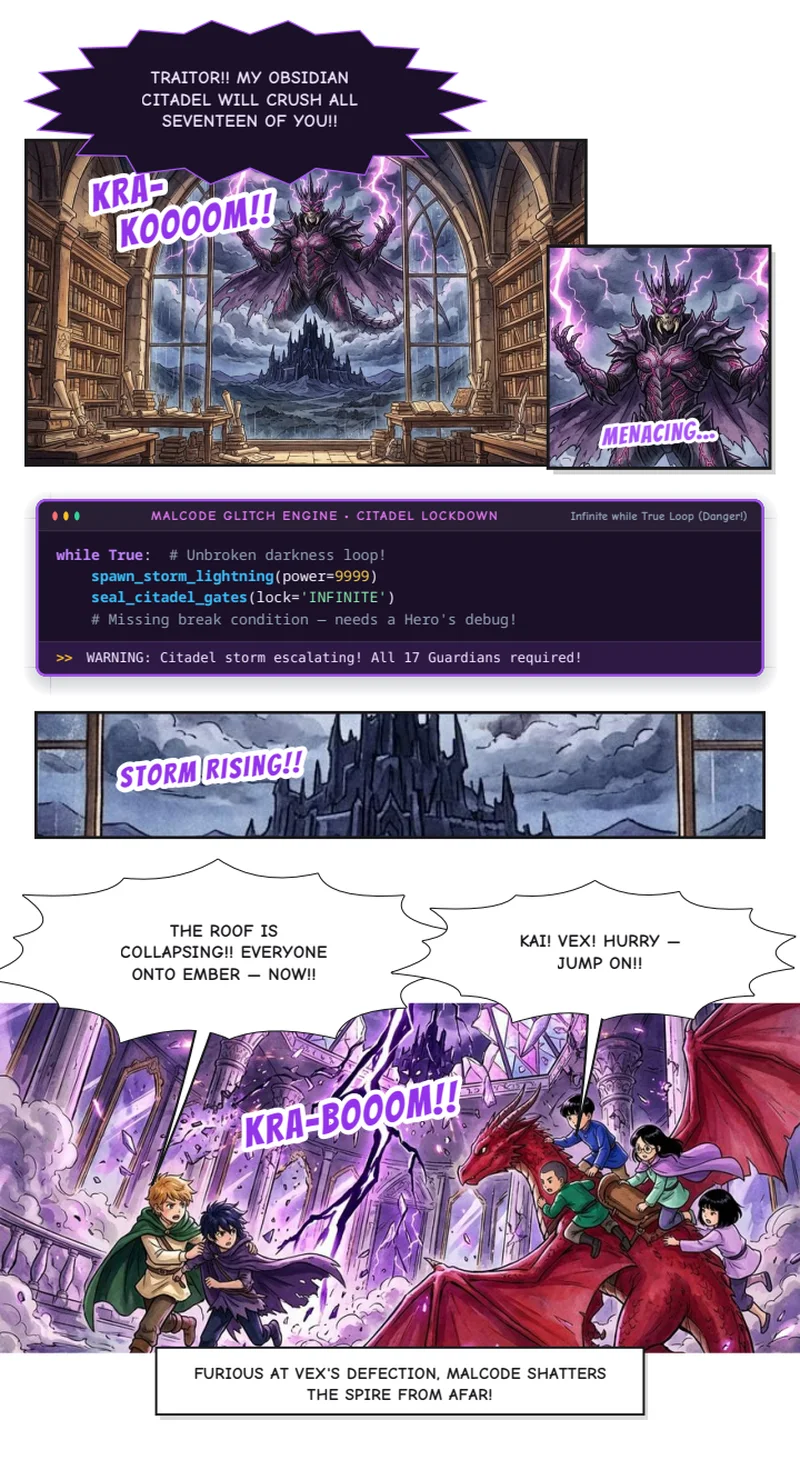 TRAITOR!! MY OBSIDIAN
CITADEL WILL CRUSH ALL
SEVENTEEN OF YOU!!
KRA-
KOOOOM!!
MENACING...
MALCODE GLITCH ENGINE • CITADEL LOCKDOWN
Infinite while True Loop (Danger!)
while True:  # Unbroken darkness loop!
    spawn_storm_lightning(power=9999)
    seal_citadel_gates(lock='INFINITE')
    # Missing break condition — needs a Hero's debug!
>> WARNING: Citadel storm escalating! All 17 Guardians required!
STORM RISING!!
THE ROOF IS
COLLAPSING!! EVERYONE
ONTO EMBER — NOW!!
KAI! VEX! HURRY —
JUMP ON!!
KRA-BOOOM!!
FURIOUS AT VEX'S DEFECTION, MALCODE SHATTERS
THE SPIRE FROM AFAR!